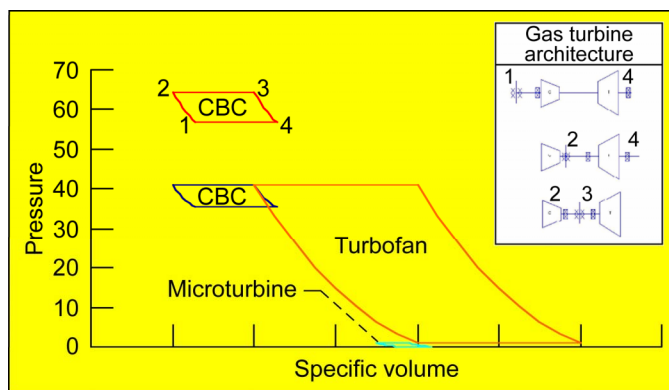 Gas turbine
architecture
1
4
2
4
2
3
Pressure
70
60
50
40
30
20
10
0
2
3
CBC
1
4
CBC
Turbofan
Microturbine
Specific volume